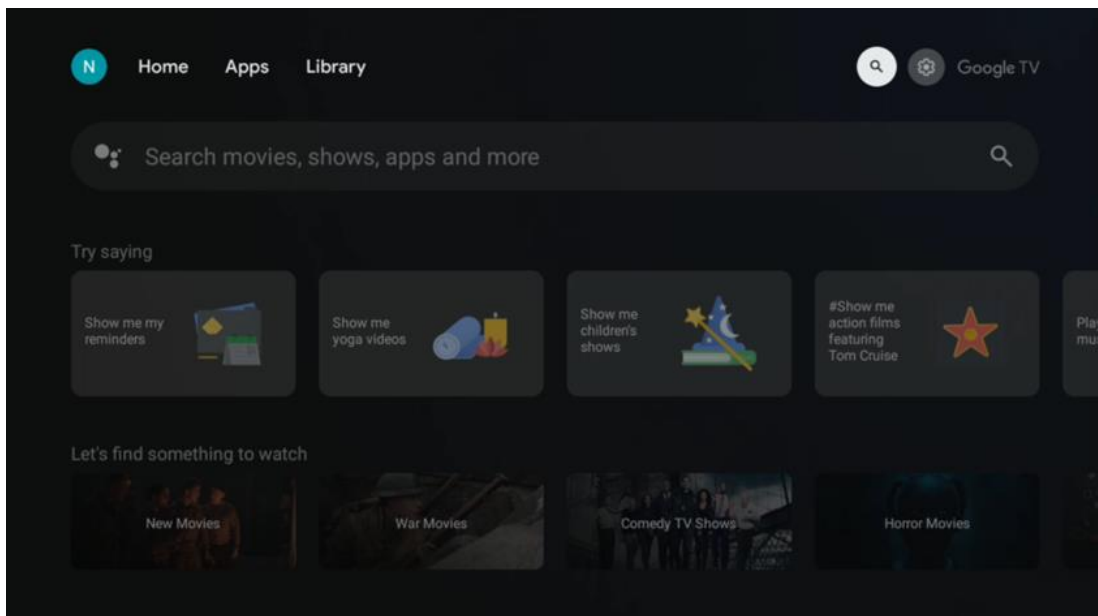 N
Home
Apps
Library
Google TV
Search movies, shows, apps and more
Try saying
Show me my
reminders
Show me
yoga videos
Show me
children's
shows
#Show me
action films
featuring
Tom Cruise
Let's find something to watch
New Movies
War Movies
Comedy TV Shows
Horror Movies